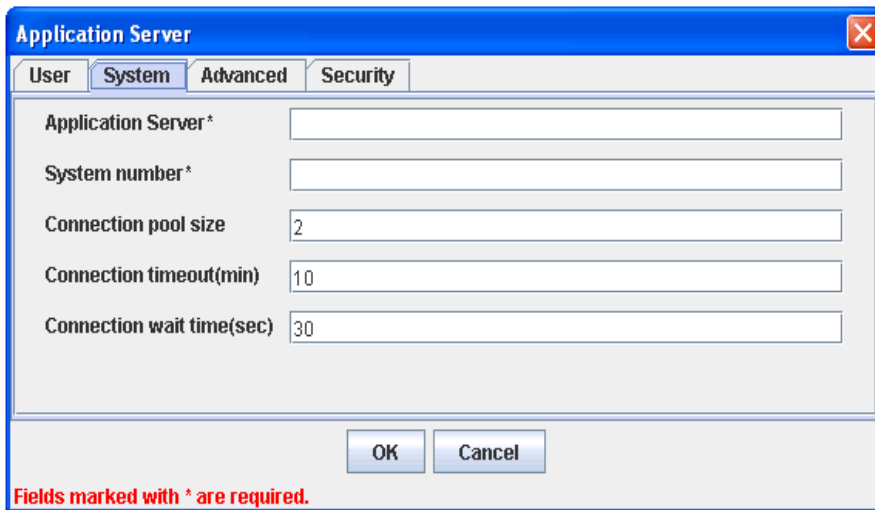 Application Server
User System Advanced Security
Application Server*
System number*
Connection pool size 2
Connection timeout(min) 10
Connection wait time(sec) 30
OK Cancel
Fields marked with * are required.